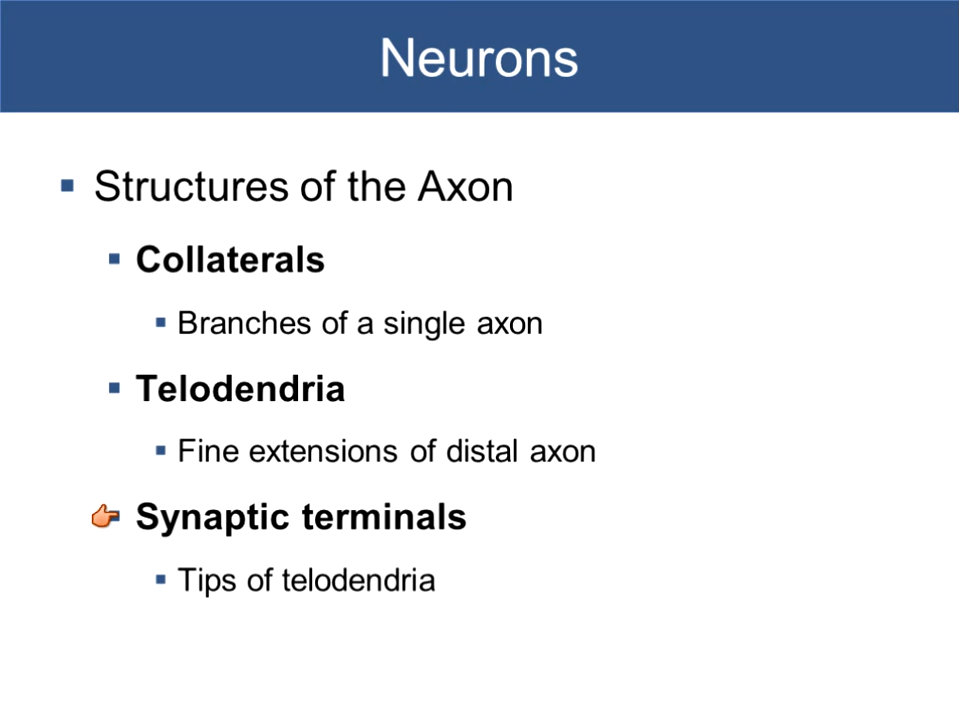 Neurons
Structures of the Axon
Collaterals
Branches of a single axon
Telodendria
Fine extensions of distal axon
Synaptic terminals
Tips of telodendria